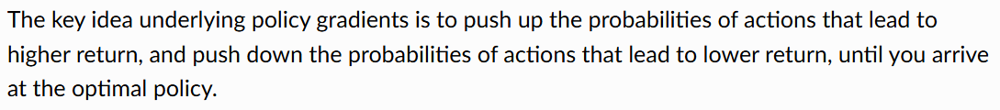 The key idea underlying policy gradients is to push up the probabilities of actions that lead to
higher return, and push down the probabilities of actions that lead to lower return, until you arrive
at the optimal policy.